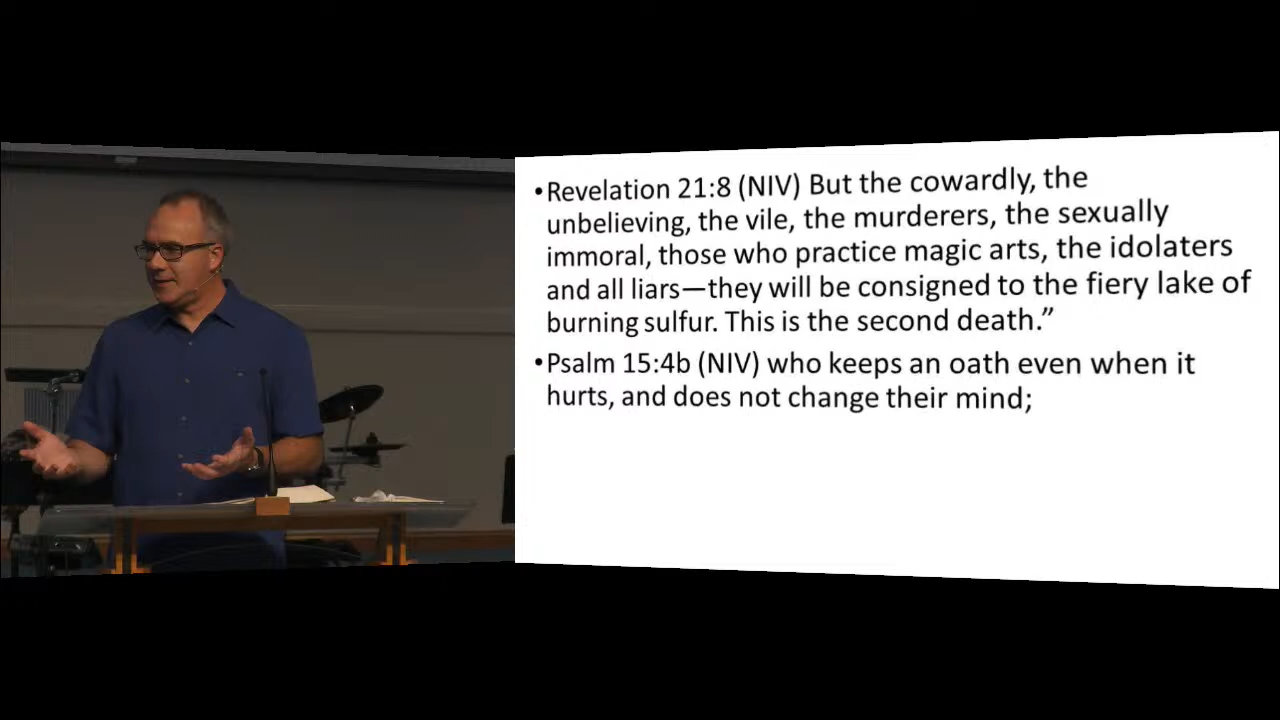 •Revelation 21:8 (NIV) But the cowardly, the
unbelieving, the vile, the murderers, the sexually
immoral, those who practice magic arts, the idolaters
and all liars—they will be consigned to the fiery lake of
burning sulfur. This is the second death.”
•Psalm 15:4b (NIV) who keeps an oath even when it
hurts, and does not change their mind;